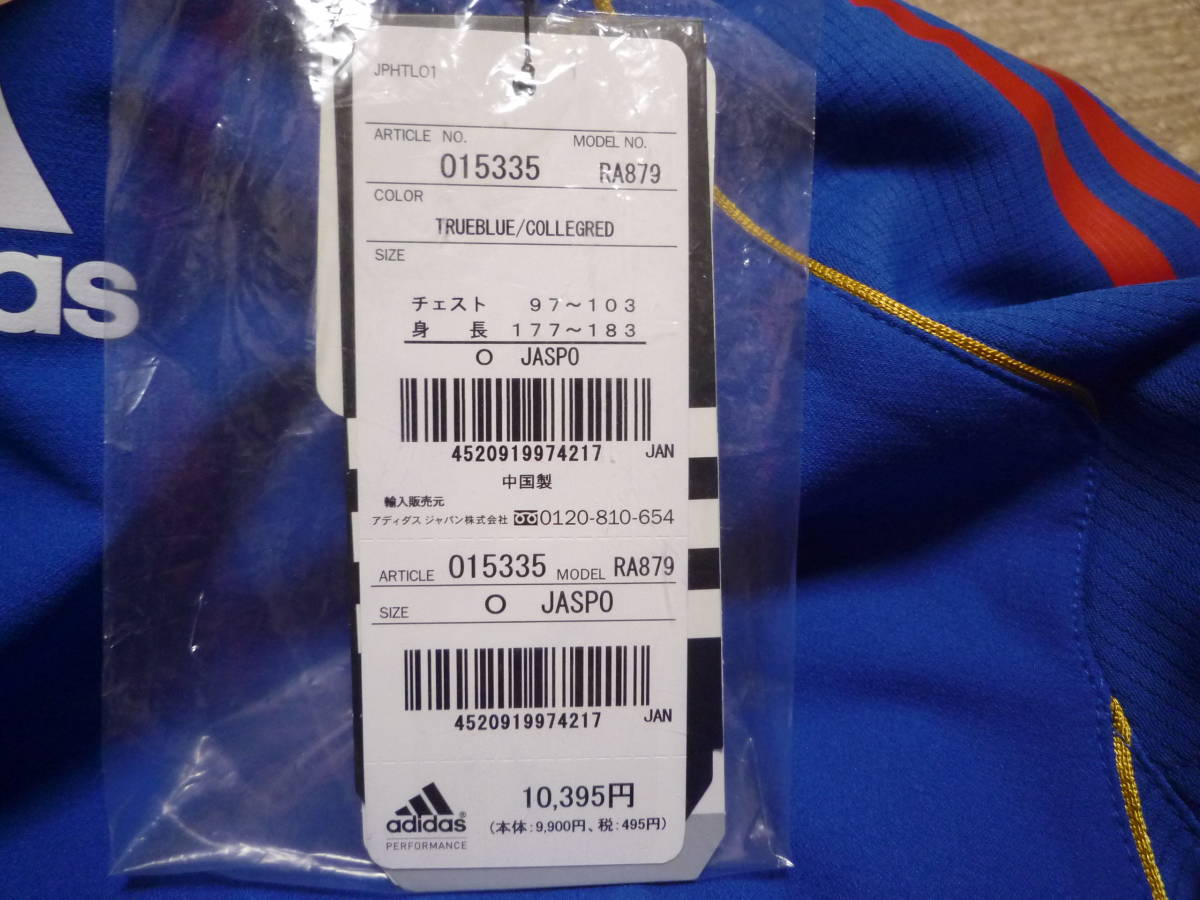 JPHTL01
ARTICLE NO. MODEL NO.
015335 RA879
COLOR
TRUEBLUE/COLLEGRED
SIZE
チェスト 97～103
身長 177～183
O JASPO
4520919974217 JAN
中国製
輸入販売元
アディダス ジャパン株式会社 0120-810-654
ARTICLE 015335 MODEL RA879
SIZE O JASPO
4520919974217 JAN
10,395円
(本体:9,900円、税:495円)
adidas®
PERFORMANCE
das